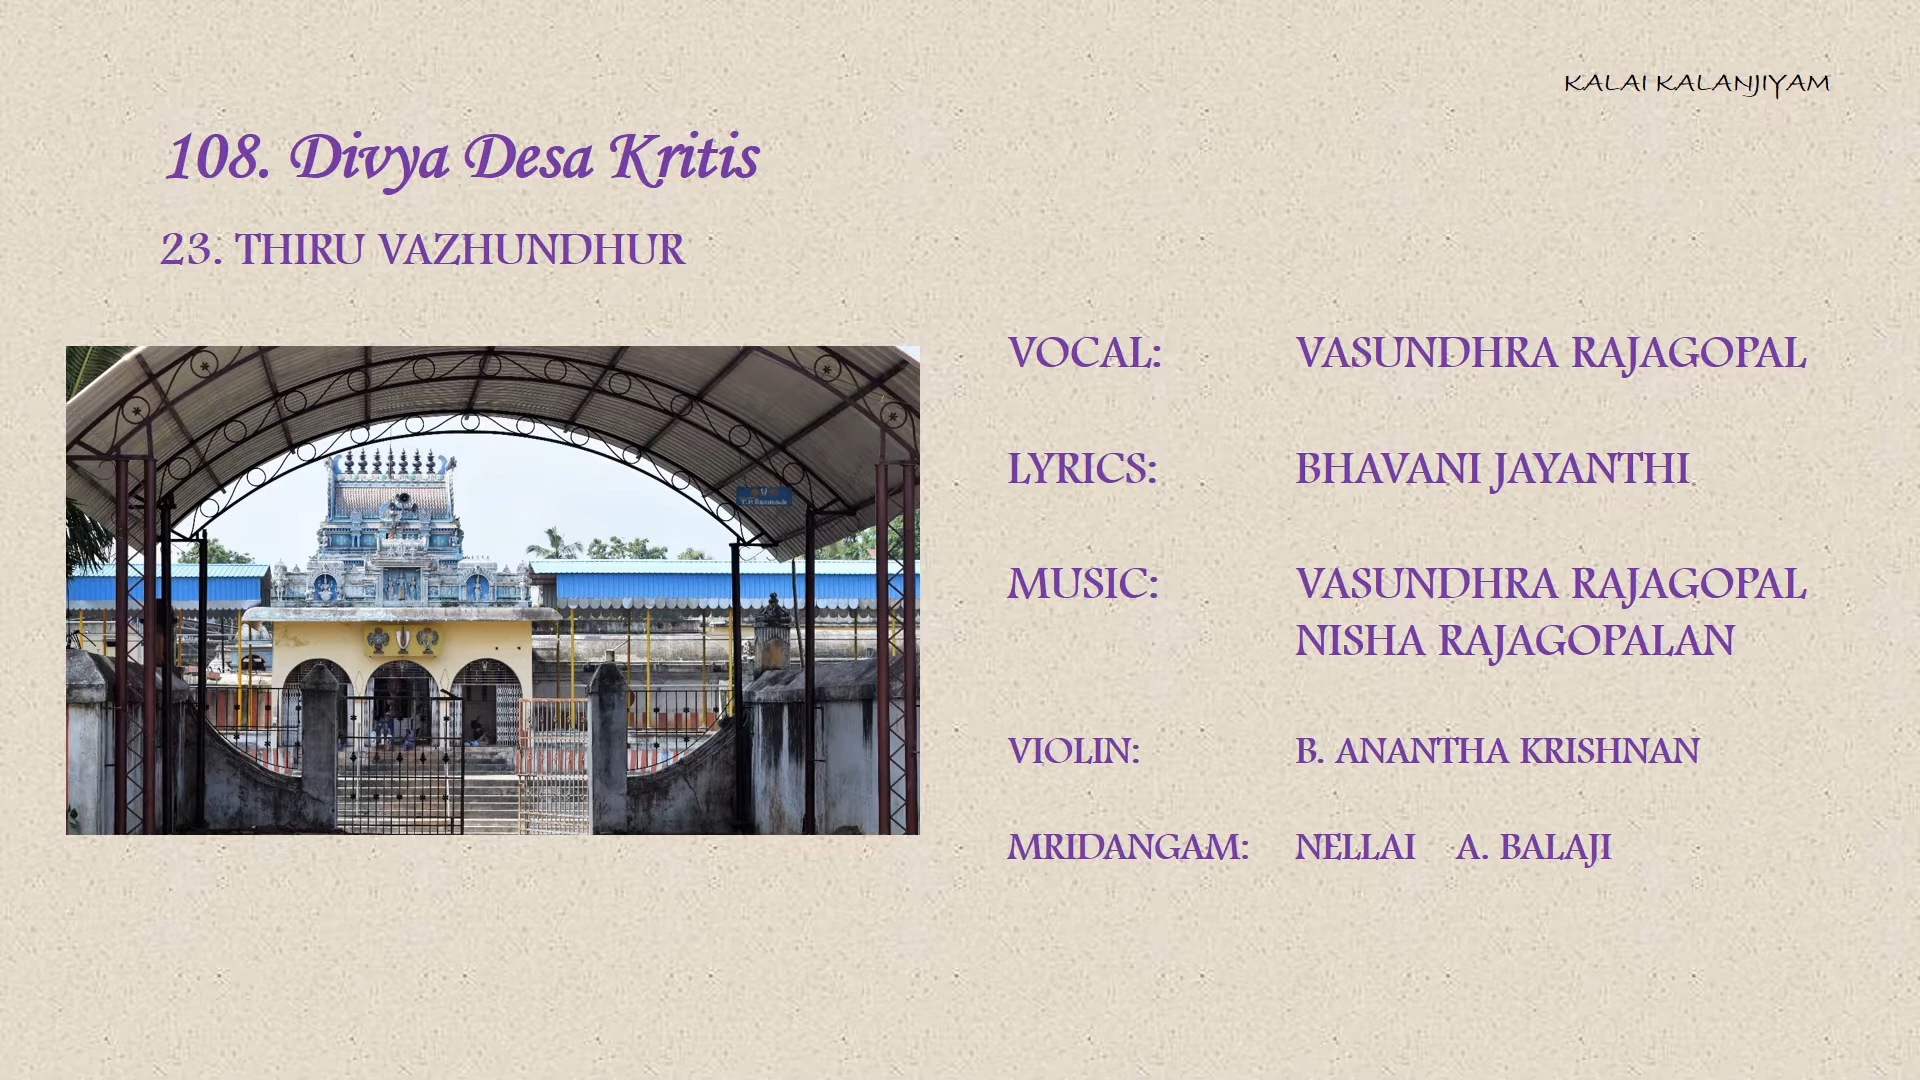 KALAI KALANJIYAM
108. Divya Desa Kritis
23. THIRU VAZHUNDHUR
VOCAL: VASUNDHRA RAJAGOPAL
LYRICS: BHAVANI JAYANTHI
MUSIC: VASUNDHRA RAJAGOPAL
NISHA RAJAGOPALAN
VIOLIN: B. ANANTHA KRISHNAN
MRIDANGAM: NELLAI A. BALAJI